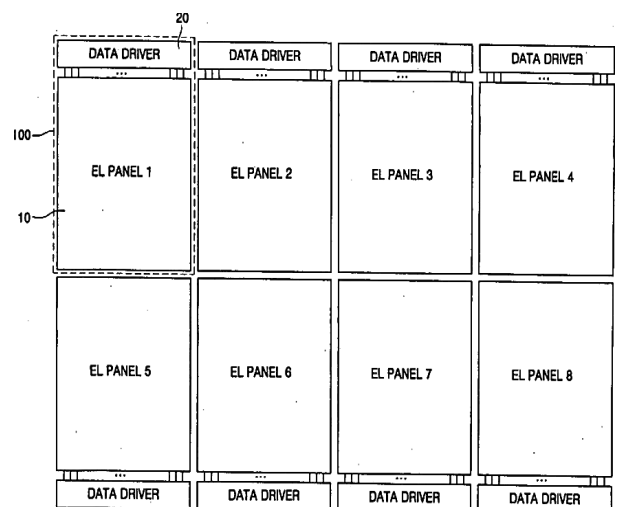 20
DATA DRIVER DATA DRIVER DATA DRIVER DATA DRIVER
... ... ... ...
100
EL PANEL 1 EL PANEL 2 EL PANEL 3 EL PANEL 4
10
EL PANEL 5 EL PANEL 6 EL PANEL 7 EL PANEL 8
... ... ... ...
DATA DRIVER DATA DRIVER DATA DRIVER DATA DRIVER